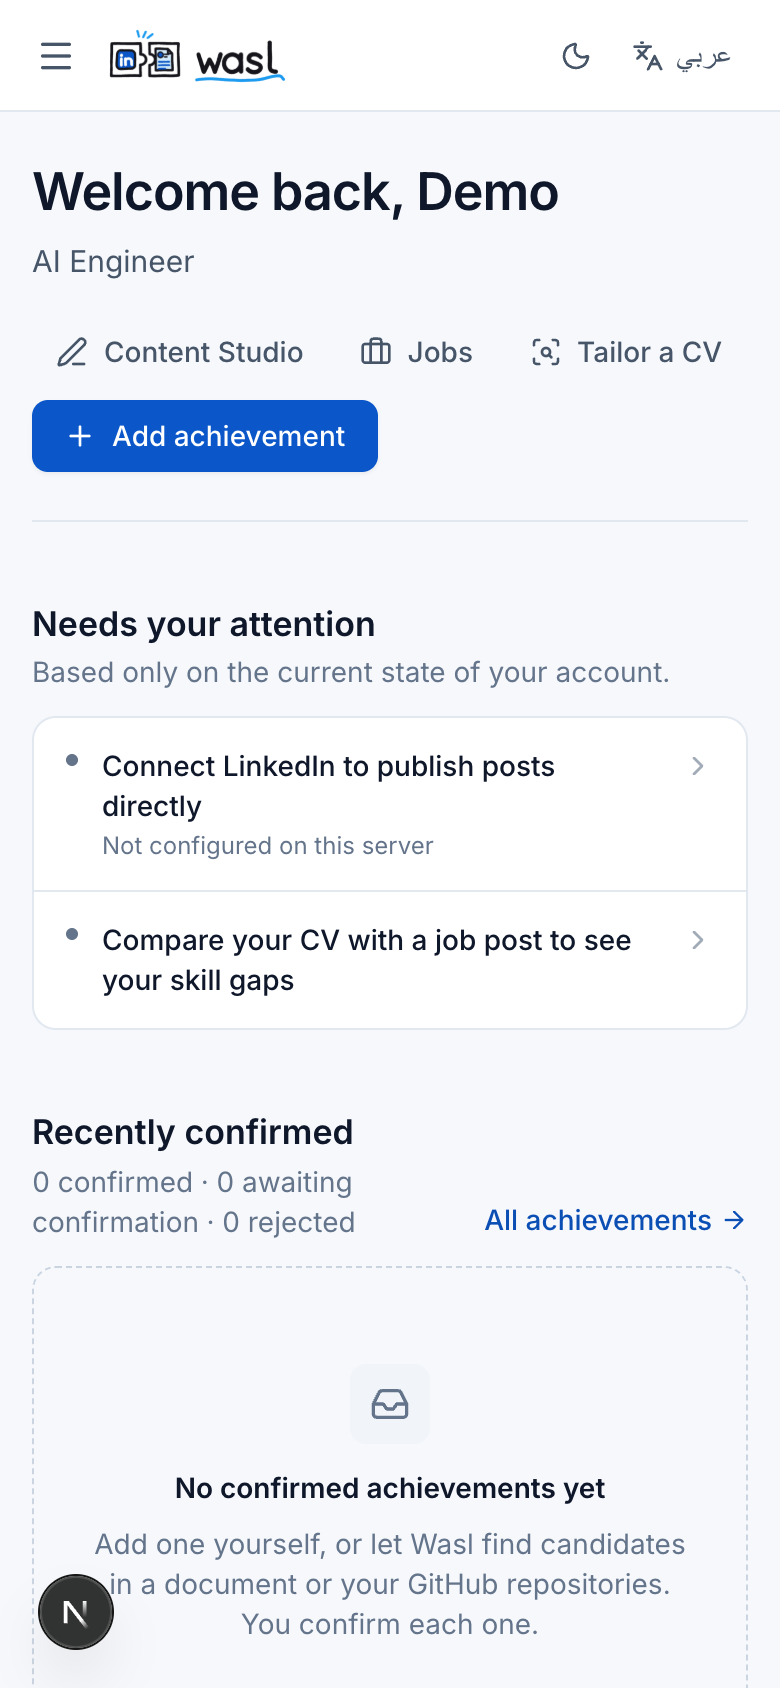 in wasl
عربي
Welcome back, Demo
AI Engineer
Content Studio
Jobs
Tailor a CV
Add achievement
Needs your attention
Based only on the current state of your account.
Connect LinkedIn to publish posts
directly
Not configured on this server
Compare your CV with a job post to see
your skill gaps
Recently confirmed
0 confirmed · 0 awaiting
confirmation · 0 rejected
All achievements
No confirmed achievements yet
Add one yourself, or let Wasl find candidates
in a document or your GitHub repositories.
You confirm each one.
N